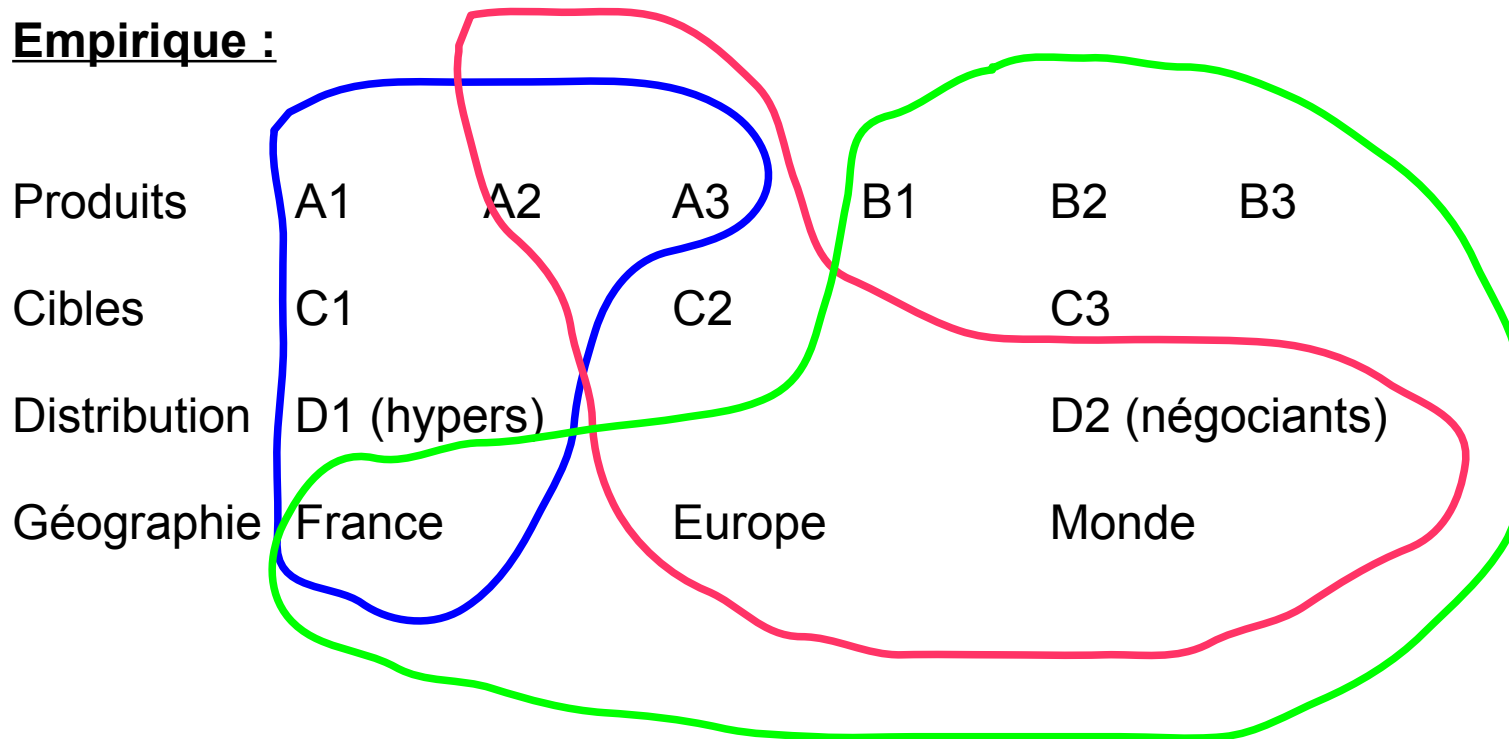 Empirique :
Produits A1 A2 A3 B1 B2 B3
Cibles C1 C2 C3
Distribution D1 (hypers) D2 (négociants)
Géographie France Europe Monde